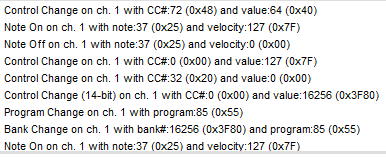 Control Change on ch. 1 with CC#:72 (0x48) and value:64 (0x40)
Note On on ch. 1 with note:37 (0x25) and velocity:127 (0x7F)
Note Off on ch. 1 with note:37 (0x25) and velocity:0 (0x00)
Control Change on ch. 1 with CC#:0 (0x00) and value:127 (0x7F)
Control Change on ch. 1 with CC#:32 (0x20) and value:0 (0x00)
Control Change (14-bit) on ch. 1 with CC#:0 (0x00) and value:16256 (0x3F80)
Program Change on ch. 1 with program:85 (0x55)
Bank Change on ch. 1 with bank#:16256 (0x3F80) and program:85 (0x55)
Note On on ch. 1 with note:37 (0x25) and velocity:127 (0x7F)